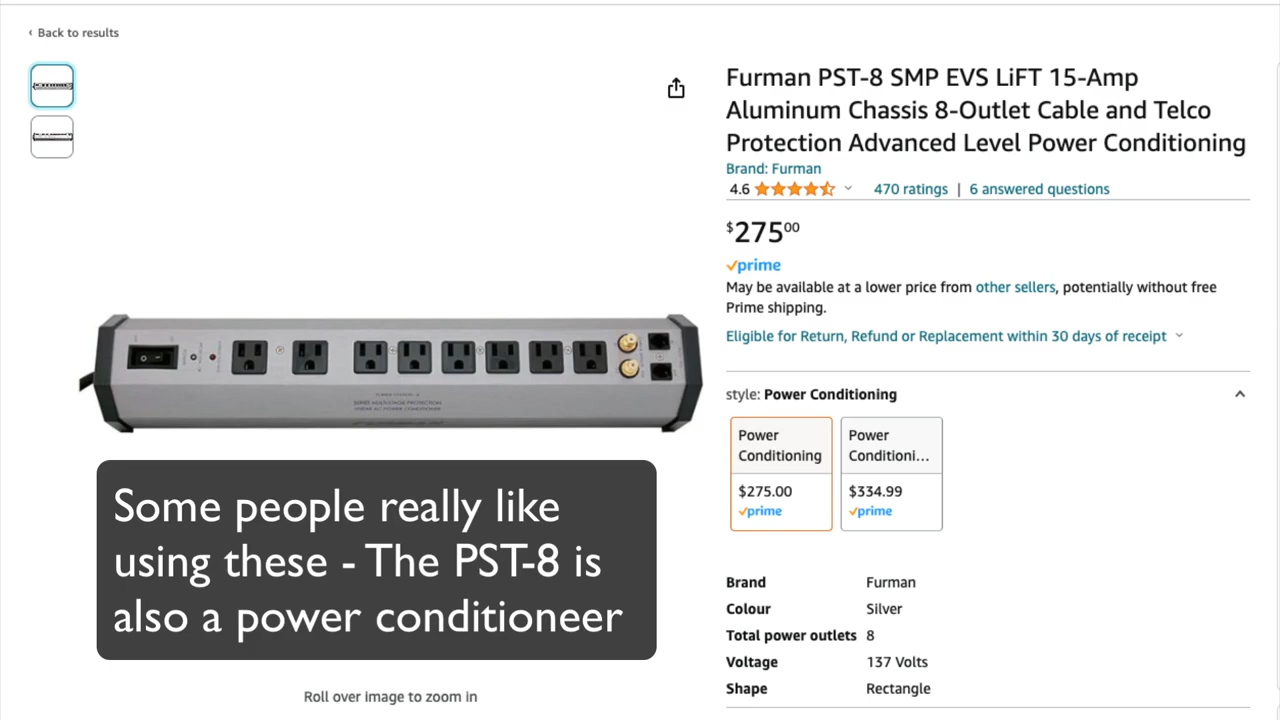 ‹ Back to results
Furman PST-8 SMP EVS LiFT 15-Amp
Aluminum Chassis 8-Outlet Cable and Telco
Protection Advanced Level Power Conditioning
Brand: Furman
4.6 470 ratings | 6 answered questions
$27500
prime
May be available at a lower price from other sellers, potentially without free
Prime shipping.
Eligible for Return, Refund or Replacement within 30 days of receipt
style: Power Conditioning
Power
Conditioning
$275.00
prime
Power
Conditioni...
$334.99
prime
Some people really like
using these - The PST-8 is
also a power conditioneer
Roll over image to zoom in
Brand Furman
Colour Silver
Total power outlets 8
Voltage 137 Volts
Shape Rectangle